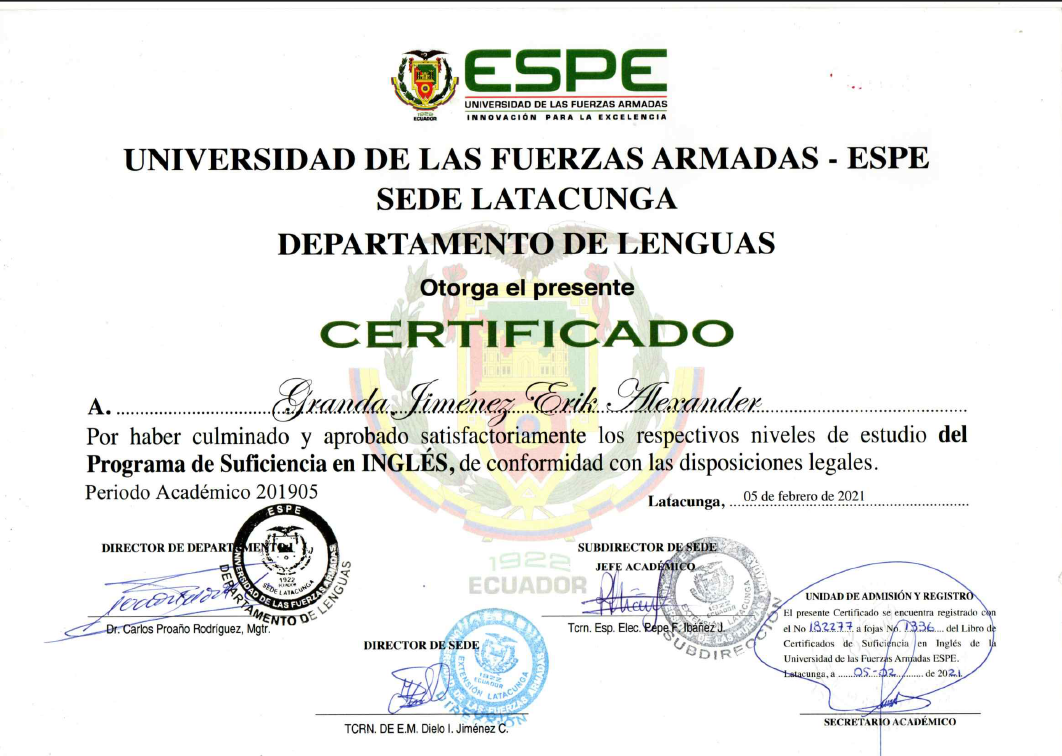 ESPE
UNIVERSIDAD DE LAS FUERZAS ARMADAS
INNOVACIÓN PARA LA EXCELENCIA
1922
ECUADOR
UNIVERSIDAD DE LAS FUERZAS ARMADAS - ESPE
SEDE LATACUNGA
DEPARTAMENTO DE LENGUAS
Otorga el presente
CERTIFICADO
A. Granda Jiménez Erik Alexander
Por haber culminado y aprobado satisfactoriamente los respectivos niveles de estudio del
Programa de Suficiencia en INGLÉS, de conformidad con las disposiciones legales.
Periodo Académico 201905
Latacunga, 05 de febrero de 2021
1922
ECUADOR
DIRECTOR DE DEPARTAMENTO
ESPE
UNIVERSIDAD DE LAS FUERZAS ARMADAS
1922
SEDE LATACUNGA
DEPARTAMENTO DE LENGUAS
Dr. Carlos Proaño Rodríguez, Mgtr.
SUBDIRECTOR DE SEDE
JEFE ACADÉMICO
1922
SUBDIRECCIÓN
Tcrn. Esp. Elec. Pepe F. Ibáñez J.
DIRECTOR DE SEDE
1922
ECUADOR
EXTENSIÓN LATACUNGA
DIRECCIÓN
TCRN. DE E.M. Dielo I. Jiménez C.
UNIDAD DE ADMISIÓN Y REGISTRO
El presente Certificado se encuentra registrado con
el No 182277 a fojas No. 1336 del Libro de
Certificados de Suficiencia en Inglés de la
Universidad de las Fuerzas Armadas ESPE.
Latacunga, a 05-02 de 2021
SECRETARIO ACADÉMICO